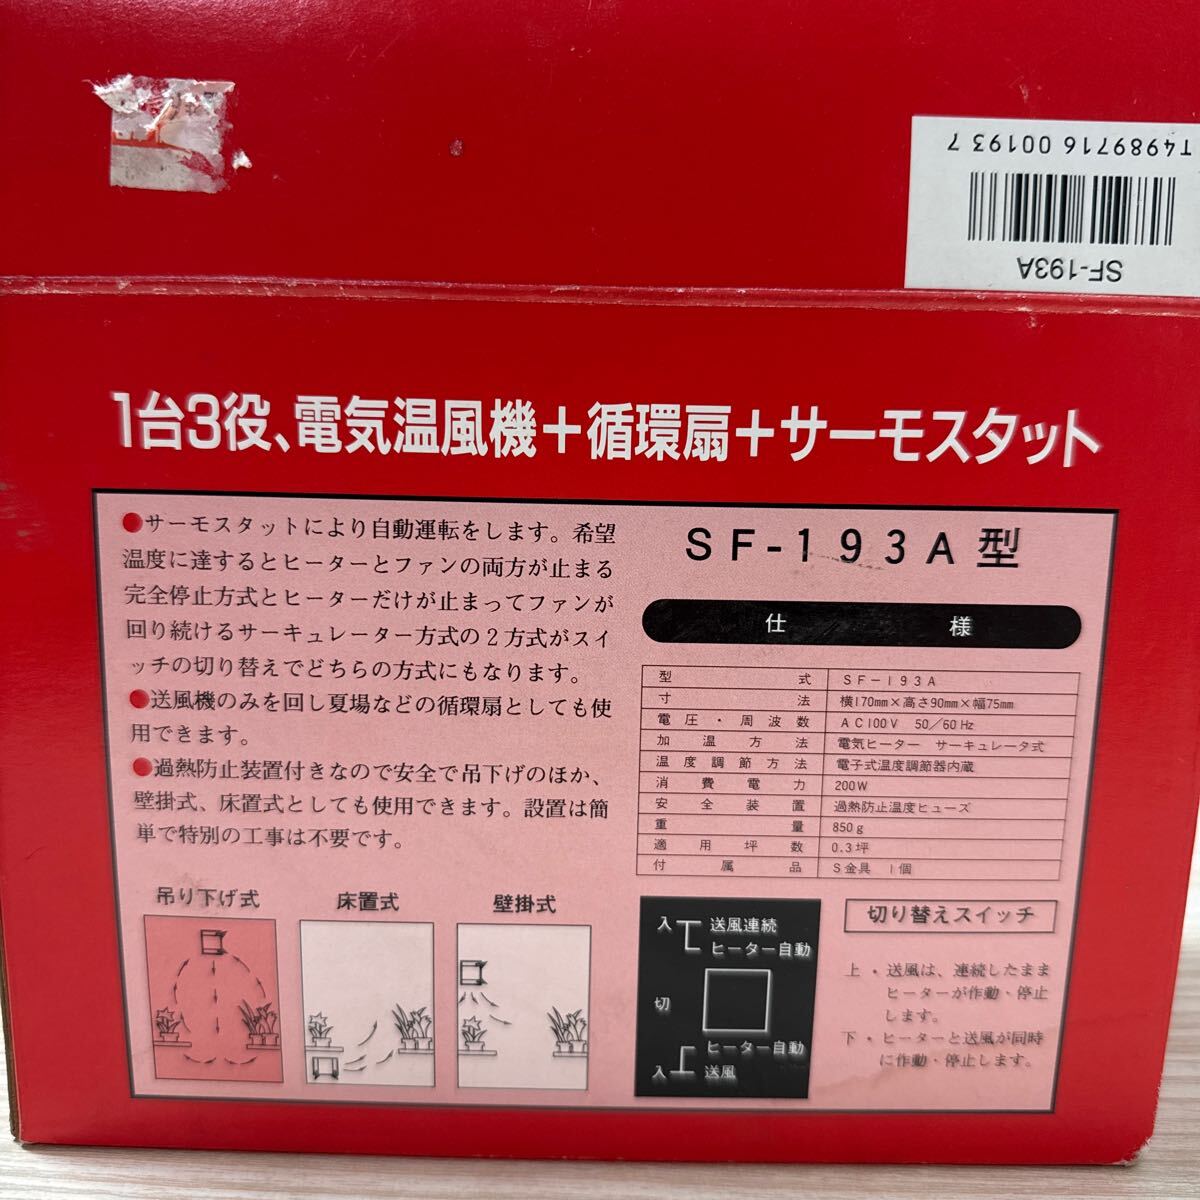 T4989716 00193 7
SF-193A
1台3役、電気温風機＋循環扇＋サーモスタット
●サーモスタットにより自動運転をします。希望
温度に達するとヒーターとファンの両方が止まる
完全停止方式とヒーターだけが止まってファンが
回り続けるサーキュレーター方式の２方式がスイ
ッチの切り替えでどちらの方式にもなります。
●送風機のみを回し夏場などの循環扇としても使
用できます。
●過熱防止装置付きなので安全で吊下げのほか、
壁掛式、床置式としても使用できます。設置は簡
単で特別の工事は不要です。
吊り下げ式
床置式
壁掛式
SF-193A型
仕様
型式 SF-193A
寸法 横170mm×高さ90mm×幅75mm
電圧・周波数 AC100V 50／60Hz
加温方法 電気ヒーター サーキュレータ式
温度調節方法 電子式温度調節器内蔵
消費電力 200W
安全装置 過熱防止温度ヒューズ
重量 850g
適用坪数 0.3坪
付属品 S金具 1個
入 送風連続
ヒーター自動
切
ヒーター自動
入 送風
切り替えスイッチ
上・送風は、連続したまま
ヒーターが作動・停止
します。
下・ヒーターと送風が同時
に作動・停止します。